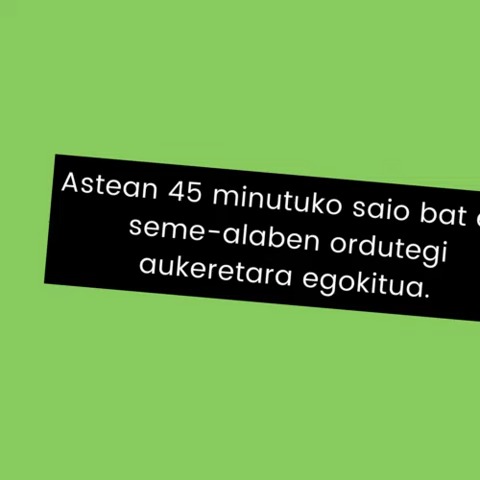 Astean 45 minutuko saio bat
seme-alaben ordutegi
aukeretara egokitua.